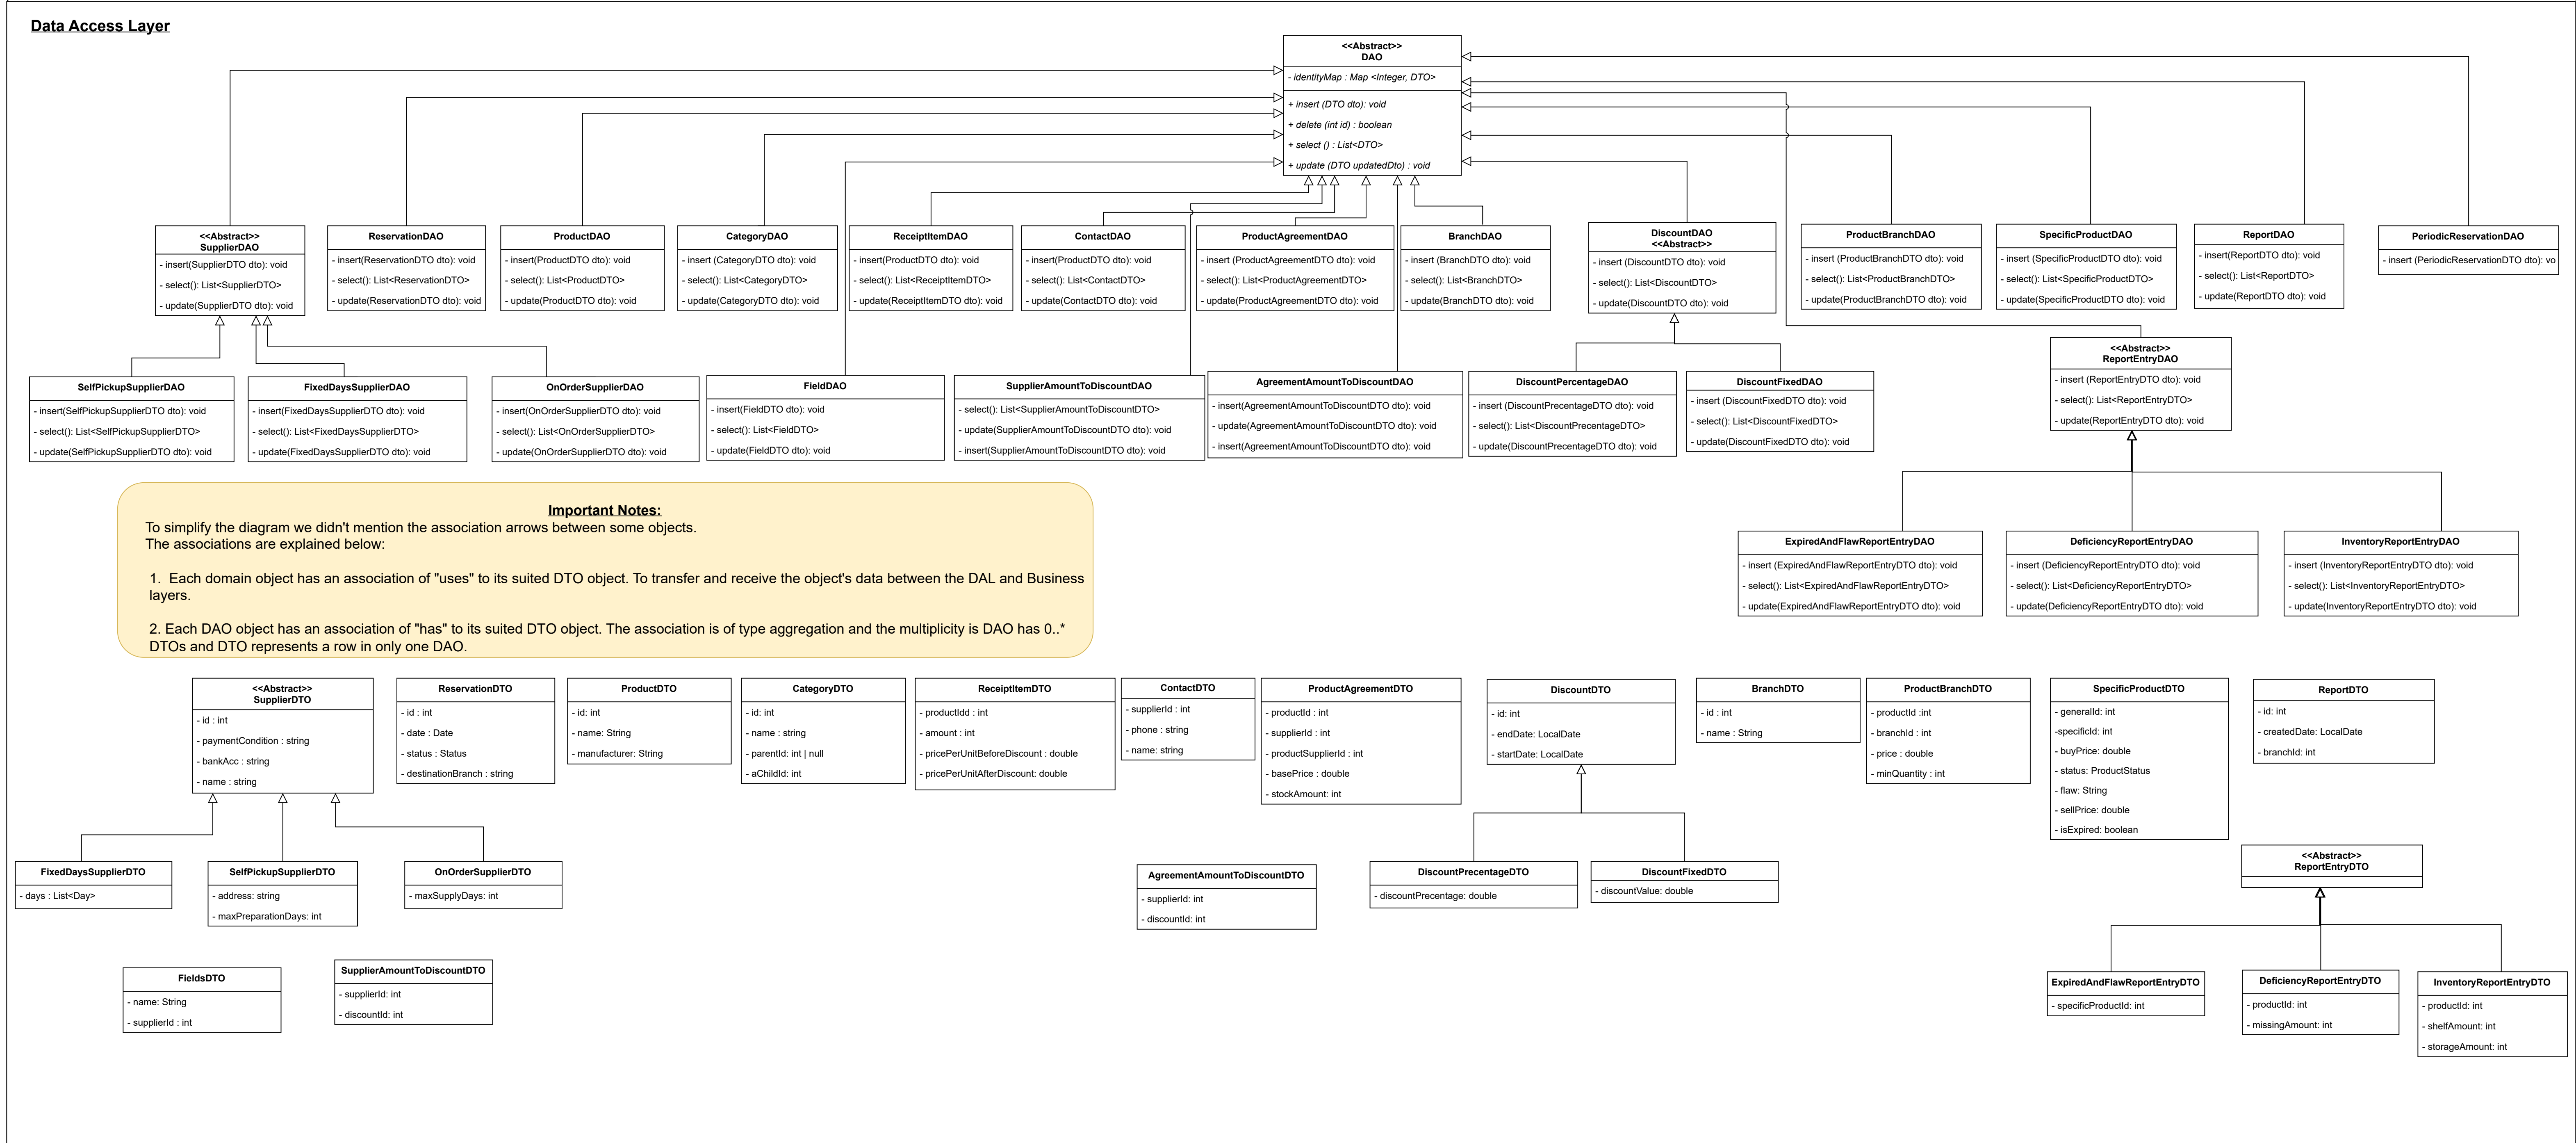 Data Access Layer
<<Abstract>>
DAO
- identityMap : Map <Integer, DTO>
+ insert (DTO dto): void
+ delete (int id) : boolean
+ select () : List<DTO>
+ update (DTO updatedDto) : void
<<Abstract>>
SupplierDAO
- insert(SupplierDTO dto): void
- select(): List<SupplierDTO>
- update(SupplierDTO dto): void
ReservationDAO
- insert(ReservationDTO dto): void
- select(): List<ReservationDTO>
- update(ReservationDTO dto): void
ProductDAO
- insert(ProductDTO dto): void
- select(): List<ProductDTO>
- update(ProductDTO dto): void
CategoryDAO
- insert (CategoryDTO dto): void
- select(): List<CategoryDTO>
- update(CategoryDTO dto): void
ReceiptItemDAO
- insert(ProductDTO dto): void
- select(): List<ReceiptItemDTO>
- update(ReceiptItemDTO dto): void
ContactDAO
- insert(ProductDTO dto): void
- select(): List<ContactDTO>
- update(ContactDTO dto): void
ProductAgreementDAO
- insert (ProductAgreementDTO dto): void
- select(): List<ProductAgreementDTO>
- update(ProductAgreementDTO dto): void
BranchDAO
- insert (BranchDTO dto): void
- select(): List<BranchDTO>
- update(BranchDTO dto): void
DiscountDAO
<<Abstract>>
- insert (DiscountDTO dto): void
- select(): List<DiscountDTO>
- update(DiscountDTO dto): void
ProductBranchDAO
- insert (ProductBranchDTO dto): void
- select(): List<ProductBranchDTO>
- update(ProductBranchDTO dto): void
SpecificProductDAO
- insert (SpecificProductDTO dto): void
- select(): List<SpecificProductDTO>
- update(SpecificProductDTO dto): void
ReportDAO
- insert(ReportDTO dto): void
- select(): List<ReportDTO>
- update(ReportDTO dto): void
PeriodicReservationDAO
- insert (PeriodicReservationDTO dto): vo
SelfPickupSupplierDAO
- insert(SelfPickupSupplierDTO dto): void
- select(): List<SelfPickupSupplierDTO>
- update(SelfPickupSupplierDTO dto): void
FixedDaysSupplierDAO
- insert(FixedDaysSupplierDTO dto): void
- select(): List<FixedDaysSupplierDTO>
- update(FixedDaysSupplierDTO dto): void
OnOrderSupplierDAO
- insert(OnOrderSupplierDTO dto): void
- select(): List<OnOrderSupplierDTO>
- update(OnOrderSupplierDTO dto): void
FieldDAO
- insert(FieldDTO dto): void
- select(): List<FieldDTO>
- update(FieldDTO dto): void
SupplierAmountToDiscountDAO
- select(): List<SupplierAmountToDiscountDTO>
- update(SupplierAmountToDiscountDTO dto): void
- insert(SupplierAmountToDiscountDTO dto): void
AgreementAmountToDiscountDAO
- insert(AgreementAmountToDiscountDTO dto): void
- update(AgreementAmountToDiscountDTO dto): void
- insert(AgreementAmountToDiscountDTO dto): void
DiscountPercentageDAO
- insert (DiscountPrecentageDTO dto): void
- select(): List<DiscountPrecentageDTO>
- update(DiscountPrecentageDTO dto): void
DiscountFixedDAO
- insert (DiscountFixedDTO dto): void
- select(): List<DiscountFixedDTO>
- update(DiscountFixedDTO dto): void
<<Abstract>>
ReportEntryDAO
- insert (ReportEntryDTO dto): void
- select(): List<ReportEntryDTO>
- update(ReportEntryDTO dto): void
ExpiredAndFlawReportEntryDAO
- insert (ExpiredAndFlawReportEntryDTO dto): void
- select(): List<ExpiredAndFlawReportEntryDTO>
- update(ExpiredAndFlawReportEntryDTO dto): void
DeficiencyReportEntryDAO
- insert (DeficiencyReportEntryDTO dto): void
- select(): List<DeficiencyReportEntryDTO>
- update(DeficiencyReportEntryDTO dto): void
InventoryReportEntryDAO
- insert (InventoryReportEntryDTO dto): void
- select(): List<InventoryReportEntryDTO>
- update(InventoryReportEntryDTO dto): void
Important Notes:
To simplify the diagram we didn't mention the association arrows between some objects.
The associations are explained below:
1. Each domain object has an association of "uses" to its suited DTO object. To transfer and receive the object's data between the DAL and Business
layers.
2. Each DAO object has an association of "has" to its suited DTO object. The association is of type aggregation and the multiplicity is DAO has 0..*
DTOs and DTO represents a row in only one DAO.
<<Abstract>>
SupplierDTO
- id : int
- paymentCondition : string
- bankAcc : string
- name : string
ReservationDTO
- id : int
- date : Date
- status : Status
- destinationBranch : string
ProductDTO
- id: int
- name: String
- manufacturer: String
CategoryDTO
- id: int
- name : string
- parentId: int | null
- aChildId: int
ReceiptItemDTO
- productIdd : int
- amount : int
- pricePerUnitBeforeDiscount : double
- pricePerUnitAfterDiscount: double
ContactDTO
- supplierId : int
- phone : string
- name: string
ProductAgreementDTO
- productId : int
- supplierId : int
- productSupplierId : int
- basePrice : double
- stockAmount: int
DiscountDTO
- id: int
- endDate: LocalDate
- startDate: LocalDate
BranchDTO
- id : int
- name : String
ProductBranchDTO
- productId :int
- branchId : int
- price : double
- minQuantity : int
SpecificProductDTO
- generalId: int
-specificId: int
- buyPrice: double
- status: ProductStatus
- flaw: String
- sellPrice: double
- isExpired: boolean
ReportDTO
- id: int
- createdDate: LocalDate
- branchId: int
FixedDaysSupplierDTO
- days : List<Day>
SelfPickupSupplierDTO
- address: string
- maxPreparationDays: int
OnOrderSupplierDTO
- maxSupplyDays: int
AgreementAmountToDiscountDTO
- supplierId: int
- discountId: int
DiscountPrecentageDTO
- discountPrecentage: double
DiscountFixedDTO
- discountValue: double
<<Abstract>>
ReportEntryDTO
FieldsDTO
- name: String
- supplierId : int
SupplierAmountToDiscountDTO
- supplierId: int
- discountId: int
ExpiredAndFlawReportEntryDTO
- specificProductId: int
DeficiencyReportEntryDTO
- productId: int
- missingAmount: int
InventoryReportEntryDTO
- productId: int
- shelfAmount: int
- storageAmount: int